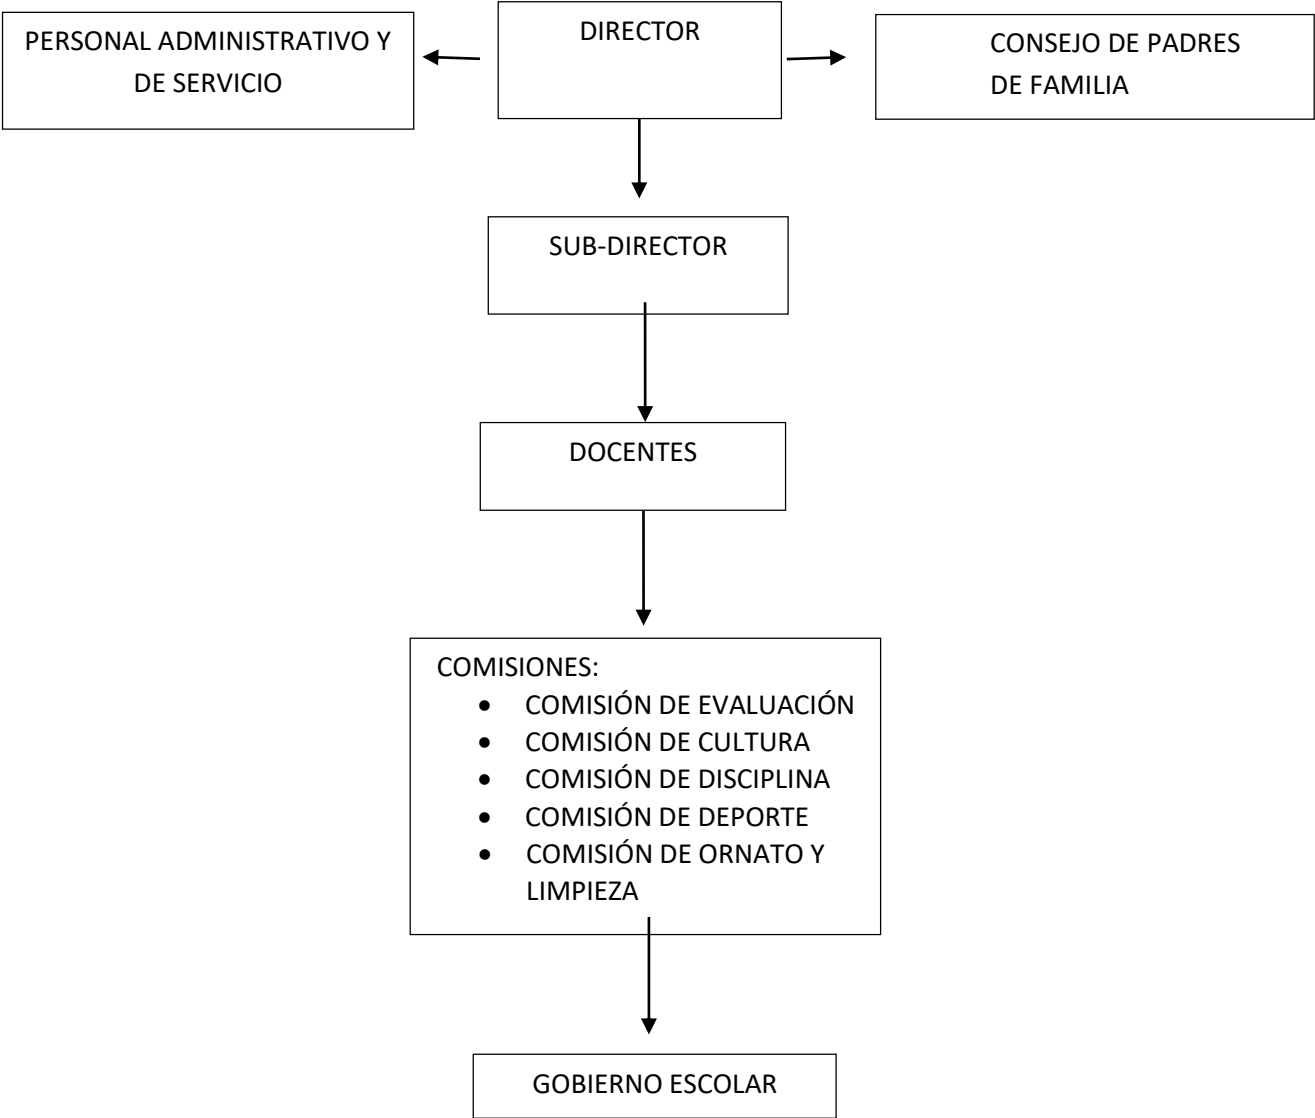 PERSONAL ADMINISTRATIVO Y
DE SERVICIO
DIRECTOR
CONSEJO DE PADRES
DE FAMILIA
SUB-DIRECTOR
DOCENTES
COMISIONES:
• COMISIÓN DE EVALUACIÓN
• COMISIÓN DE CULTURA
• COMISIÓN DE DISCIPLINA
• COMISIÓN DE DEPORTE
• COMISIÓN DE ORNATO Y
LIMPIEZA
GOBIERNO ESCOLAR